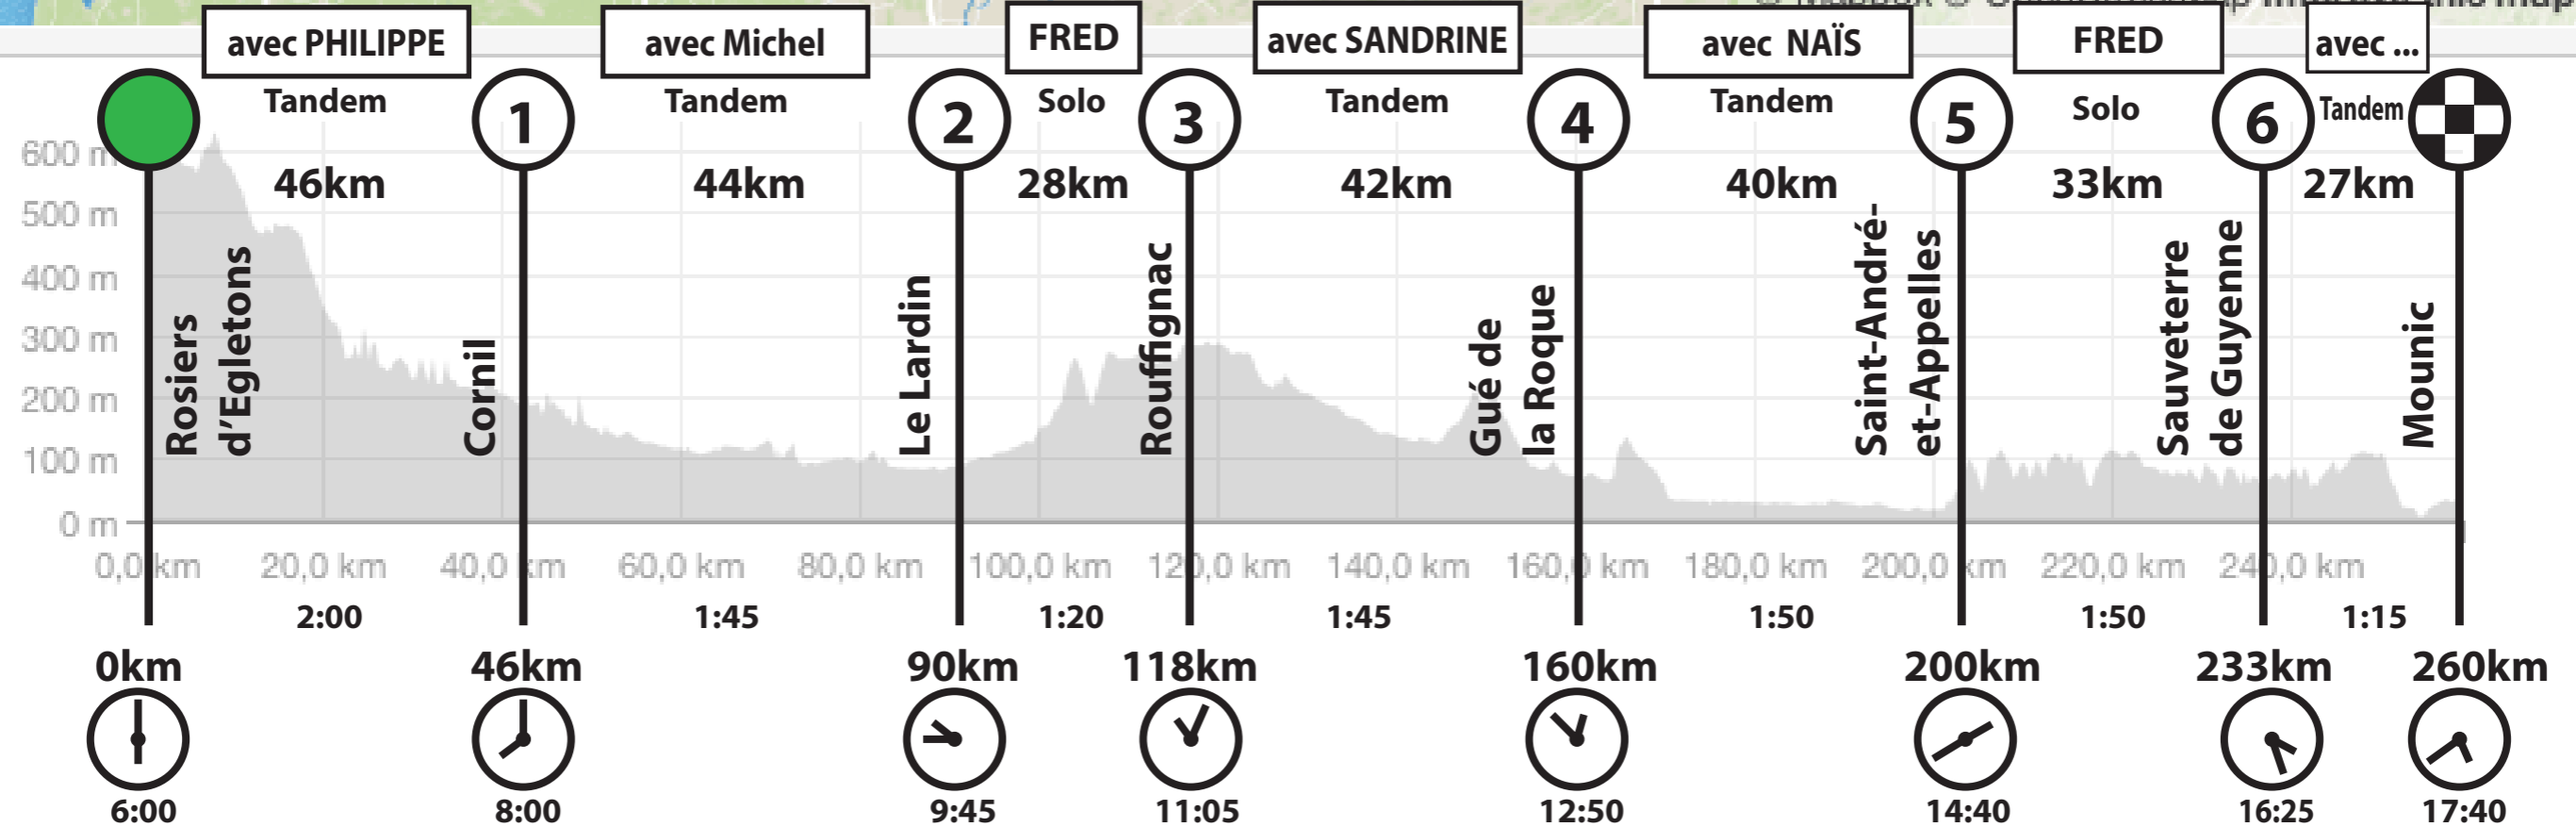 avec PHILIPPE
avec Michel
FRED
avec SANDRINE
avec NAÏS
FRED
avec ...
Tandem
Tandem
Solo
Tandem
Tandem
Solo
Tandem
1
2
3
4
5
6
46km
44km
28km
42km
40km
33km
27km
600 m
500 m
400 m
300 m
200 m
100 m
0 m
Rosiers
d'Egletons
Cornil
Le Lardin
Rouffignac
Gué de
la Roque
Saint-André-
et-Appelles
Sauveterre
de Guyenne
Mounic
0,0 km
20,0 km
40,0 km
60,0 km
80,0 km
100,0 km
120,0 km
140,0 km
160,0 km
180,0 km
200,0 km
220,0 km
240,0 km
2:00
1:45
1:20
1:45
1:50
1:50
1:15
0km
46km
90km
118km
160km
200km
233km
260km
6:00
8:00
9:45
11:05
12:50
14:40
16:25
17:40